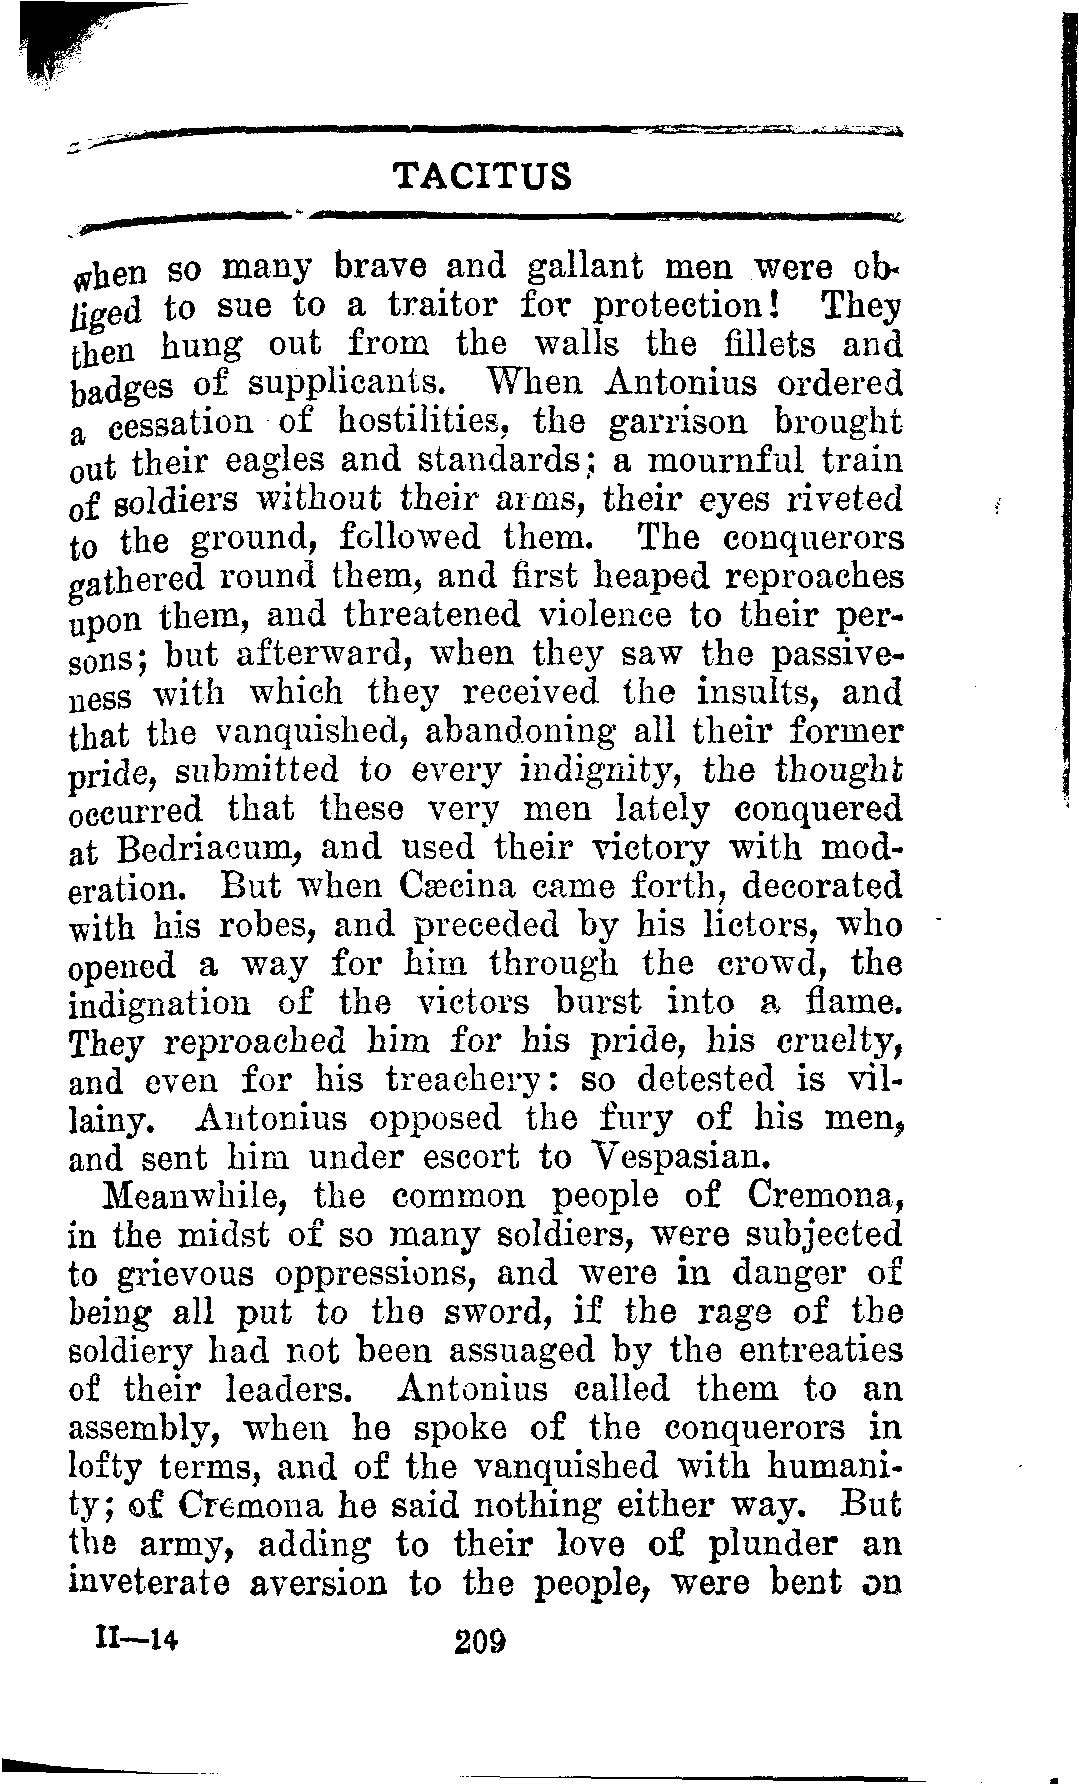 TACITUS
when so many brave and gallant men were ob-
liged to sue to a traitor for protection! They
then hung out from the walls the fillets and
badges of supplicants. When Antonius ordered
a cessation of hostilities, the garrison brought
out their eagles and standards; a mournful train
of soldiers without their arms, their eyes riveted
to the ground, followed them. The conquerors
gathered round them, and first heaped reproaches
upon them, and threatened violence to their per-
sons; but afterward, when they saw the passive-
ness with which they received the insults, and
that the vanquished, abandoning all their former
pride, submitted to every indignity, the thought
occurred that these very men lately conquered
at Bedriacum, and used their victory with mod-
eration. But when Cæcina came forth, decorated
with his robes, and preceded by his lictors, who
opened a way for him through the crowd, the
indignation of the victors burst into a flame.
They reproached him for his pride, his cruelty,
and even for his treachery: so detested is vil-
lainy. Antonius opposed the fury of his men,
and sent him under escort to Vespasian.
Meanwhile, the common people of Cremona,
in the midst of so many soldiers, were subjected
to grievous oppressions, and were in danger of
being all put to the sword, if the rage of the
soldiery had not been assuaged by the entreaties
of their leaders. Antonius called them to an
assembly, when he spoke of the conquerors in
lofty terms, and of the vanquished with humani-
ty; of Cremona he said nothing either way. But
the army, adding to their love of plunder an
inveterate aversion to the people, were bent on
II—14 209